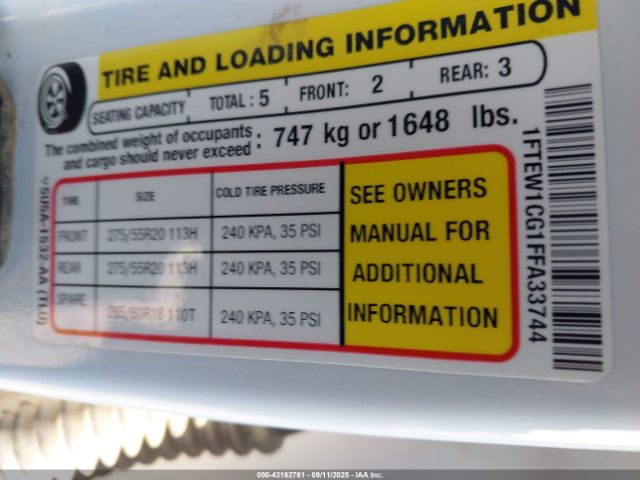 TIRE AND LOADING INFORMATION
SEATING CAPACITY TOTAL : 5 FRONT: 2 REAR: 3
The combined weight of occupants
and cargo should never exceed : 747 kg or 1648 lbs.
TIRE SIZE COLD TIRE PRESSURE
FRONT 275/55R20 113H 240 KPA, 35 PSI
REAR 275/55R20 113H 240 KPA, 35 PSI
SPARE 265/60R18 110T 240 KPA, 35 PSI
SEE OWNERS
MANUAL FOR
ADDITIONAL
INFORMATION
1FTEW1CG1FFA33744
000-43162761 - 09/11/2025 - IAA Inc.